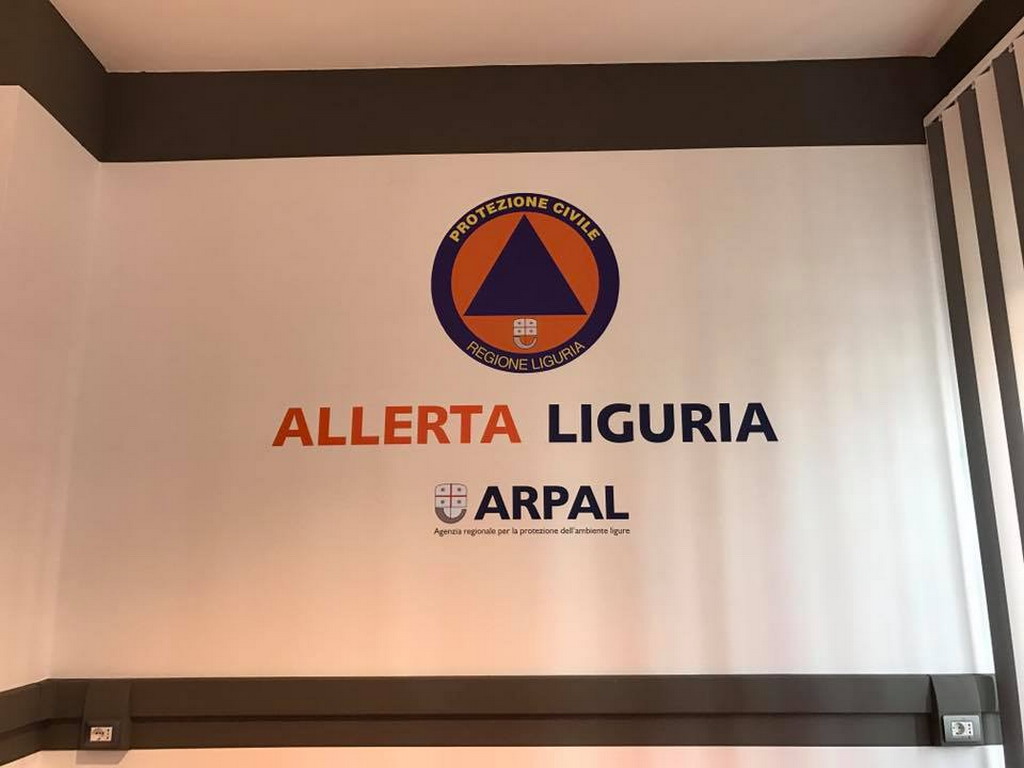 PROTEZIONE CIVILE
REGIONE LIGURIA
ALLERTA LIGURIA
ARPAL
Agenzia regionale per la protezione dell'ambiente ligure